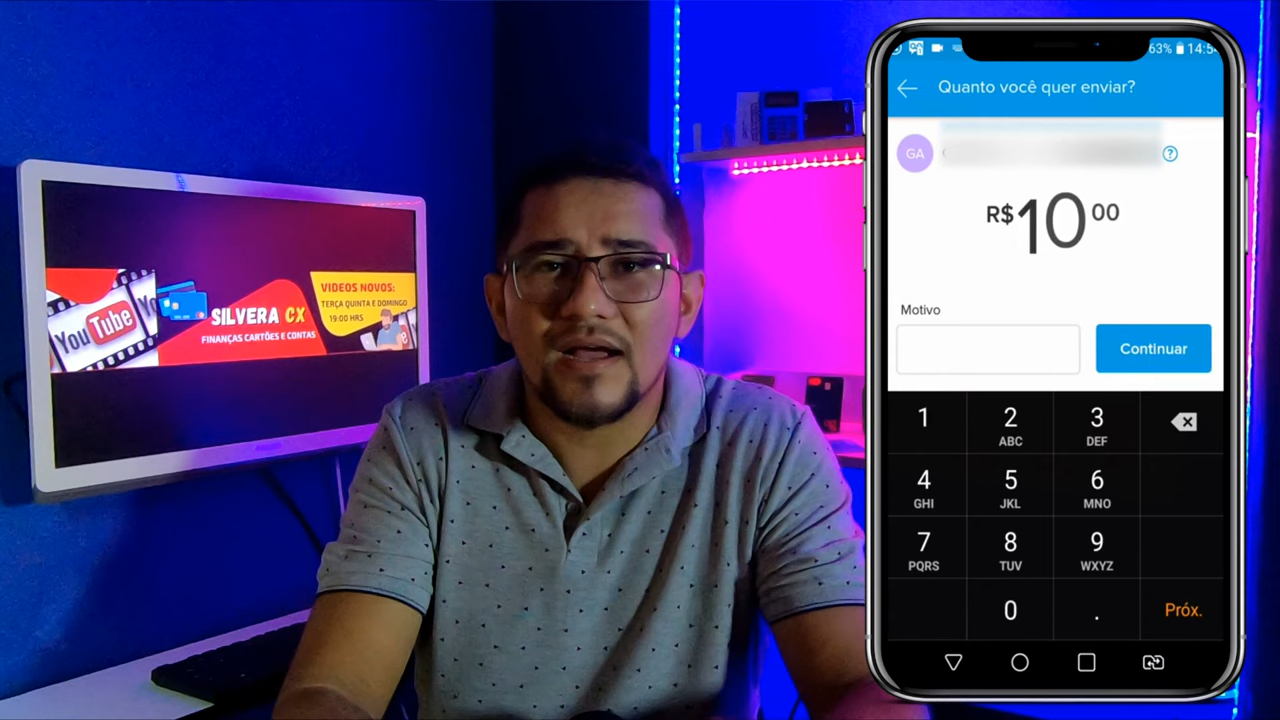 YouTube
SILVERA CX
FINANÇAS CARTÕES E CONTAS
VIDEOS NOVOS:
TERÇA QUINTA E DOMINGO
19:00 HRS
63% 14:54
Quanto você quer enviar?
GA
?
R$10 00
Motivo
Continuar
1
2
3
ABC
DEF
4
5
6
GHI
JKL
MNO
7
8
9
PQRS
TUV
WXYZ
0
.
Próx.